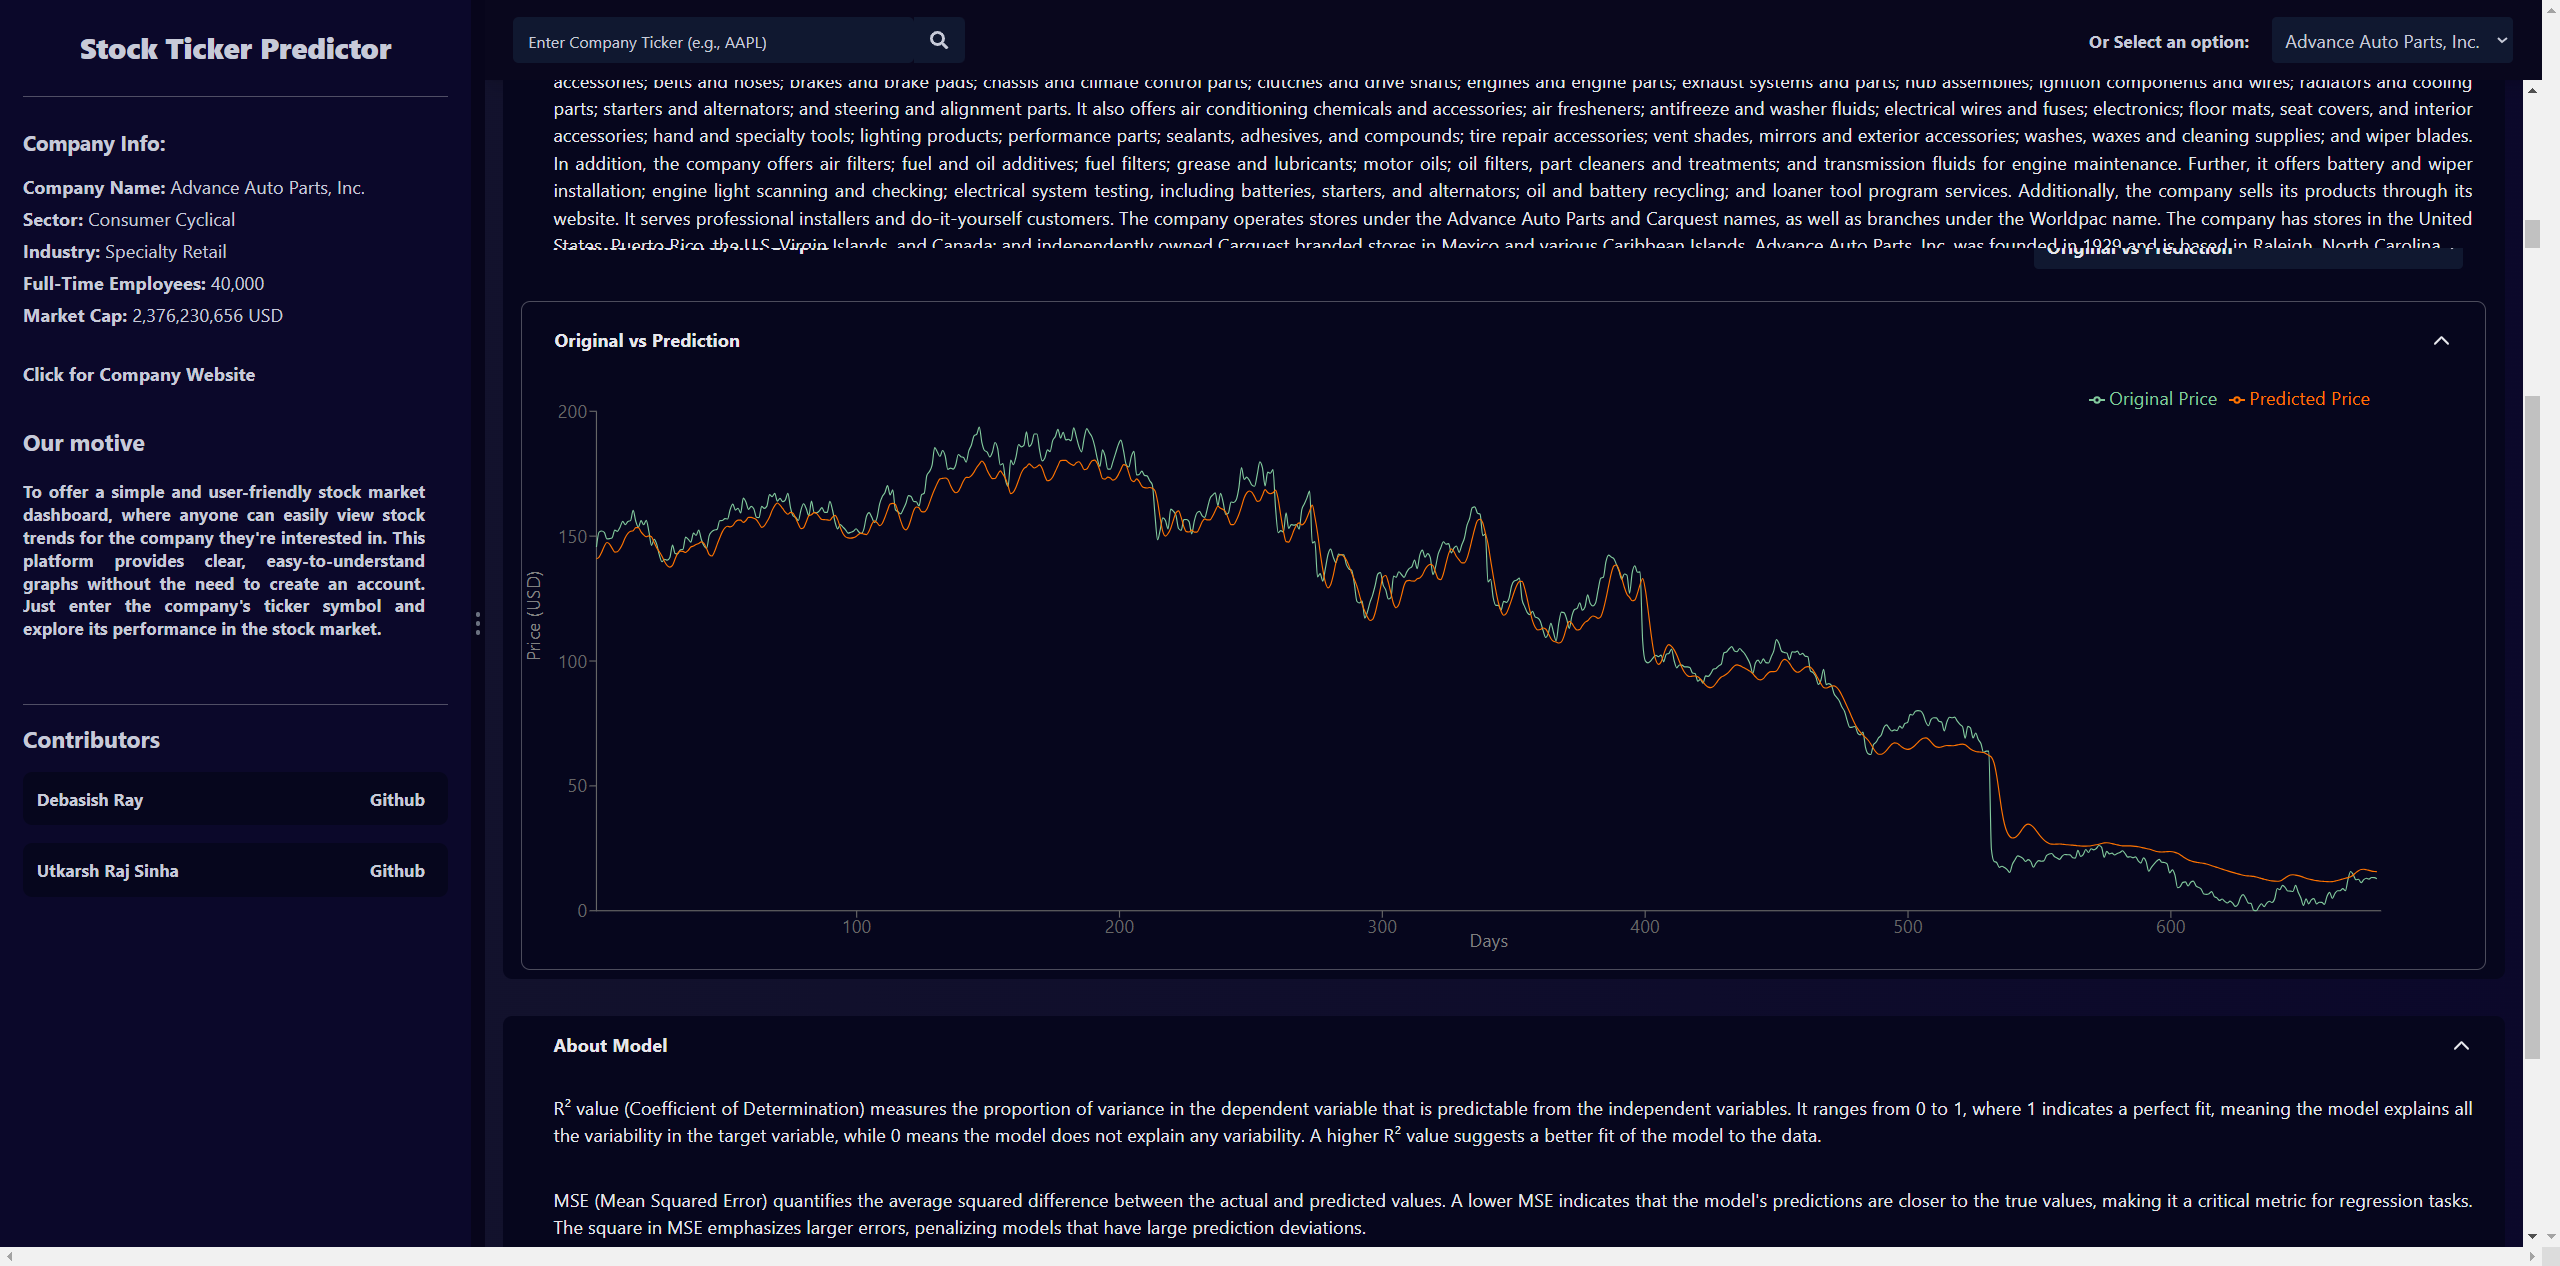 Stock Ticker Predictor
Company Info:
Company Name: Advance Auto Parts, Inc.
Sector: Consumer Cyclical
Industry: Specialty Retail
Full-Time Employees: 40,000
Market Cap: 2,376,230,656 USD
Click for Company Website
Our motive
To offer a simple and user-friendly stock market
dashboard, where anyone can easily view stock
trends for the company they're interested in. This
platform provides clear, easy-to-understand
graphs without the need to create an account.
Just enter the company's ticker symbol and
explore its performance in the stock market.
Contributors
Debasish Ray Github
Utkarsh Raj Sinha Github
Enter Company Ticker (e.g., AAPL)
Or Select an option: Advance Auto Parts, Inc.
accessories; belts and hoses; brakes and brake pads; chassis and climate control parts; clutches and drive shafts; engines and engine parts; exhaust systems and parts; hub assemblies; ignition components and wires; radiators and cooling
parts; starters and alternators; and steering and alignment parts. It also offers air conditioning chemicals and accessories; air fresheners; antifreeze and washer fluids; electrical wires and fuses; electronics; floor mats, seat covers, and interior
accessories; hand and specialty tools; lighting products; performance parts; sealants, adhesives, and compounds; tire repair accessories; vent shades, mirrors and exterior accessories; washes, waxes and cleaning supplies; and wiper blades.
In addition, the company offers air filters; fuel and oil additives; fuel filters; grease and lubricants; motor oils; oil filters, part cleaners and treatments; and transmission fluids for engine maintenance. Further, it offers battery and wiper
installation; engine light scanning and checking; electrical system testing, including batteries, starters, and alternators; oil and battery recycling; and loaner tool program services. Additionally, the company sells its products through its
website. It serves professional installers and do-it-yourself customers. The company operates stores under the Advance Auto Parts and Carquest names, as well as branches under the Worldpac name. The company has stores in the United
States, Puerto Rico, the U.S. Virgin Islands, and Canada; and independently owned Carquest branded stores in Mexico and various Caribbean Islands. Advance Auto Parts, Inc. was founded in 1929 and is based in Raleigh, North Carolina.
Original vs Prediction
Original vs Prediction
Original Price Predicted Price
200
150
100
50
0
Price (USD)
100 200 300 400 500 600
Days
About Model
R² value (Coefficient of Determination) measures the proportion of variance in the dependent variable that is predictable from the independent variables. It ranges from 0 to 1, where 1 indicates a perfect fit, meaning the model explains all
the variability in the target variable, while 0 means the model does not explain any variability. A higher R² value suggests a better fit of the model to the data.
MSE (Mean Squared Error) quantifies the average squared difference between the actual and predicted values. A lower MSE indicates that the model's predictions are closer to the true values, making it a critical metric for regression tasks.
The square in MSE emphasizes larger errors, penalizing models that have large prediction deviations.